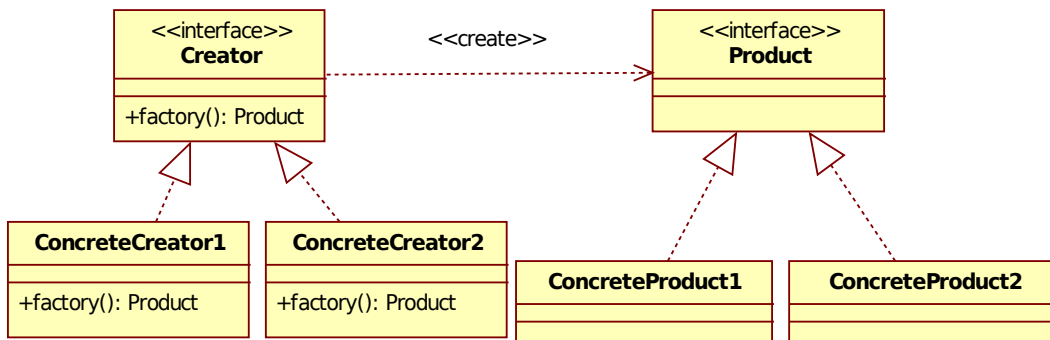 <<interface>>
Creator
+factory(): Product
<<create>>
<<interface>>
Product
ConcreteCreator1
+factory(): Product
ConcreteCreator2
+factory(): Product
ConcreteProduct1
ConcreteProduct2